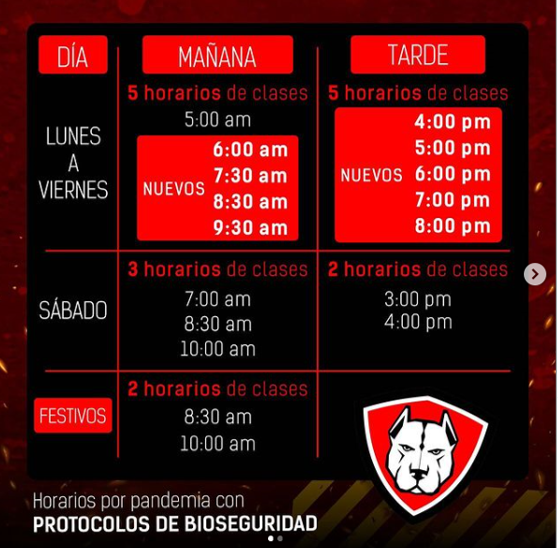 DÍA
MAÑANA
TARDE
LUNES
A
VIERNES
5 horarios de clases
5:00 am
NUEVOS
6:00 am
7:30 am
8:30 am
9:30 am
5 horarios de clases
NUEVOS
4:00 pm
5:00 pm
6:00 pm
7:00 pm
8:00 pm
SÁBADO
3 horarios de clases
7:00 am
8:30 am
10:00 am
2 horarios de clases
3:00 pm
4:00 pm
FESTIVOS
2 horarios de clases
8:30 am
10:00 am
Horarios por pandemia con
PROTOCOLOS DE BIOSEGURIDAD